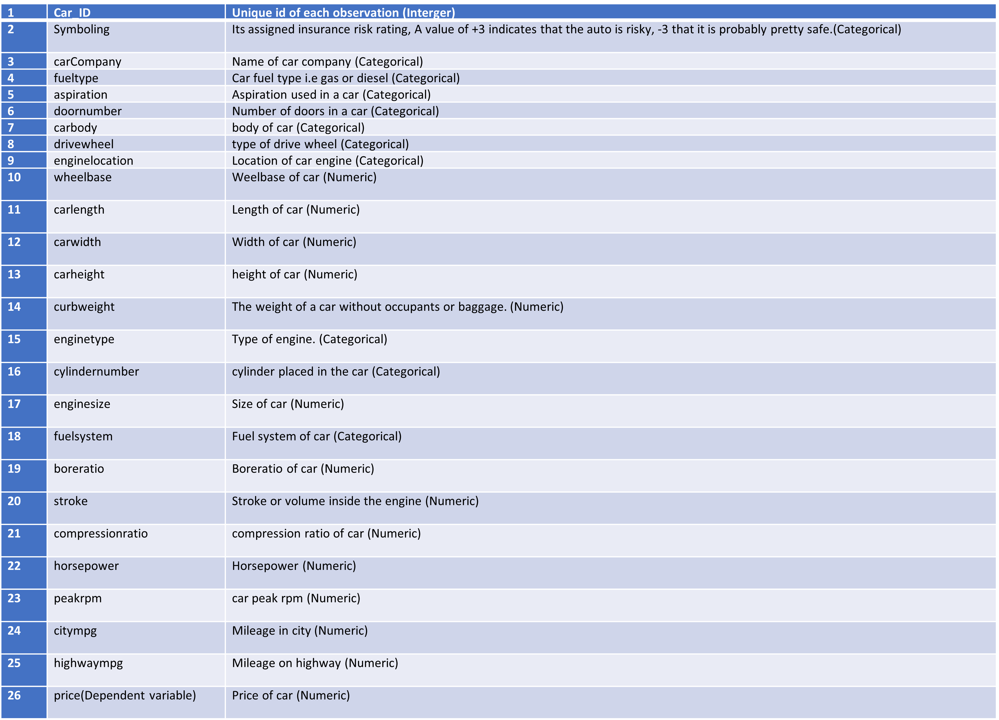 1 Car_ID Unique id of each observation (Interger)
2 Symboling Its assigned insurance risk rating, A value of +3 indicates that the auto is risky, -3 that it is probably pretty safe.(Categorical)
3 carCompany Name of car company (Categorical)
4 fueltype Car fuel type i.e gas or diesel (Categorical)
5 aspiration Aspiration used in a car (Categorical)
6 doornumber Number of doors in a car (Categorical)
7 carbody body of car (Categorical)
8 drivewheel type of drive wheel (Categorical)
9 enginelocation Location of car engine (Categorical)
10 wheelbase Weelbase of car (Numeric)
11 carlength Length of car (Numeric)
12 carwidth Width of car (Numeric)
13 carheight height of car (Numeric)
14 curbweight The weight of a car without occupants or baggage. (Numeric)
15 enginetype Type of engine. (Categorical)
16 cylindernumber cylinder placed in the car (Categorical)
17 enginesize Size of car (Numeric)
18 fuelsystem Fuel system of car (Categorical)
19 boreratio Boreratio of car (Numeric)
20 stroke Stroke or volume inside the engine (Numeric)
21 compressionratio compression ratio of car (Numeric)
22 horsepower Horsepower (Numeric)
23 peakrpm car peak rpm (Numeric)
24 citympg Mileage in city (Numeric)
25 highwaympg Mileage on highway (Numeric)
26 price(Dependent variable) Price of car (Numeric)